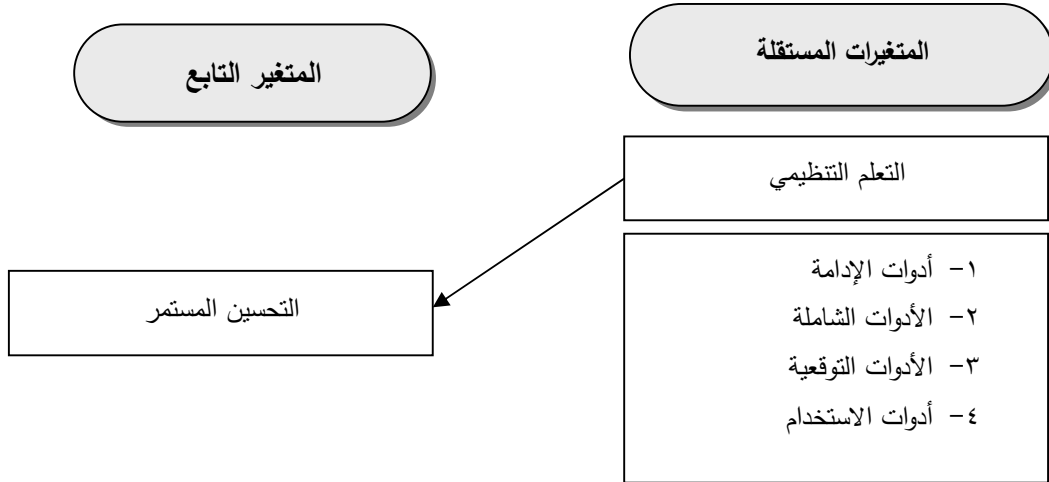 المتغيرات المستقلة
المتغير التابع
التعلم التنظيمي
١- أدوات الإدامة
٢- الأدوات الشاملة
٣- الأدوات التوقعية
٤- أدوات الاستخدام
التحسين المستمر